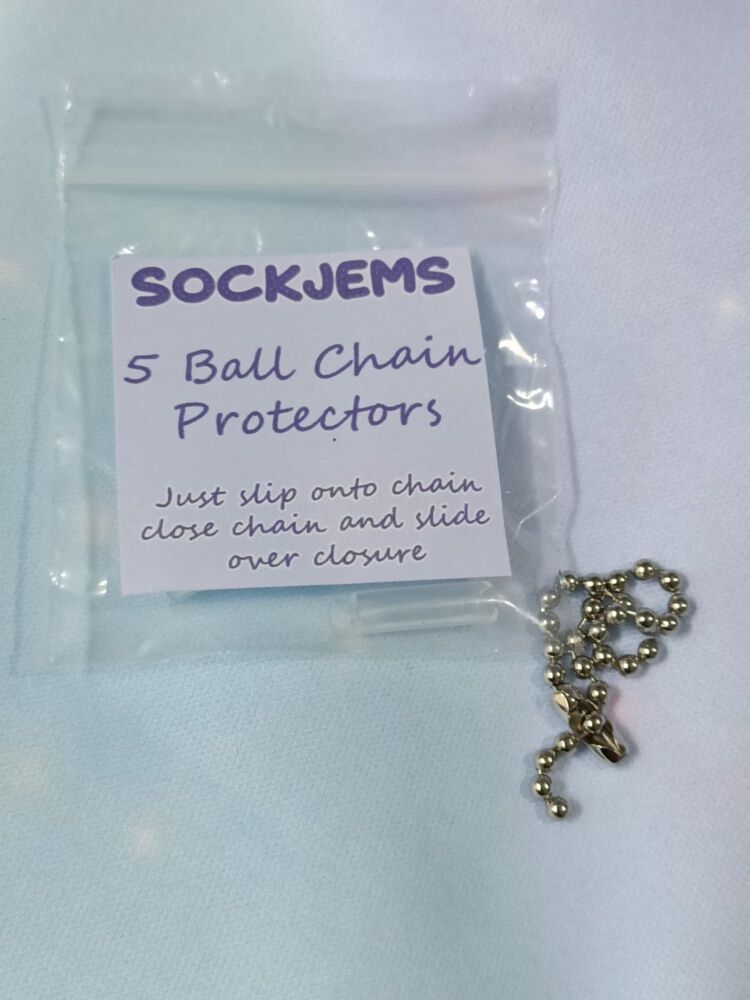 SOCKJEMS
5 Ball Chain
Protectors
Just slip onto chain
close chain and slide
over closure